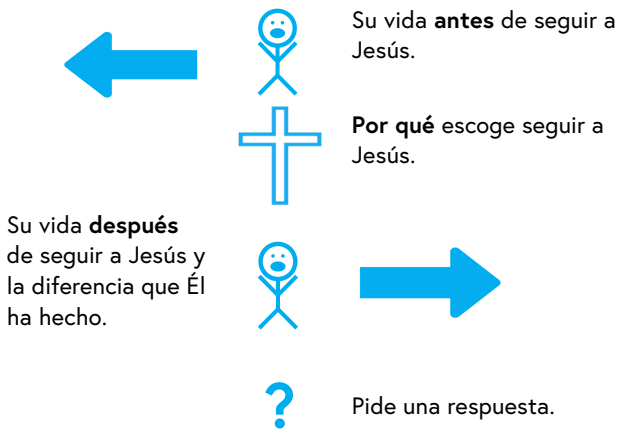 Su vida antes de seguir a
Jesús.
Por qué escoge seguir a
Jesús.
Su vida después
de seguir a Jesús y
la diferencia que Él
ha hecho.
?
Pide una respuesta.